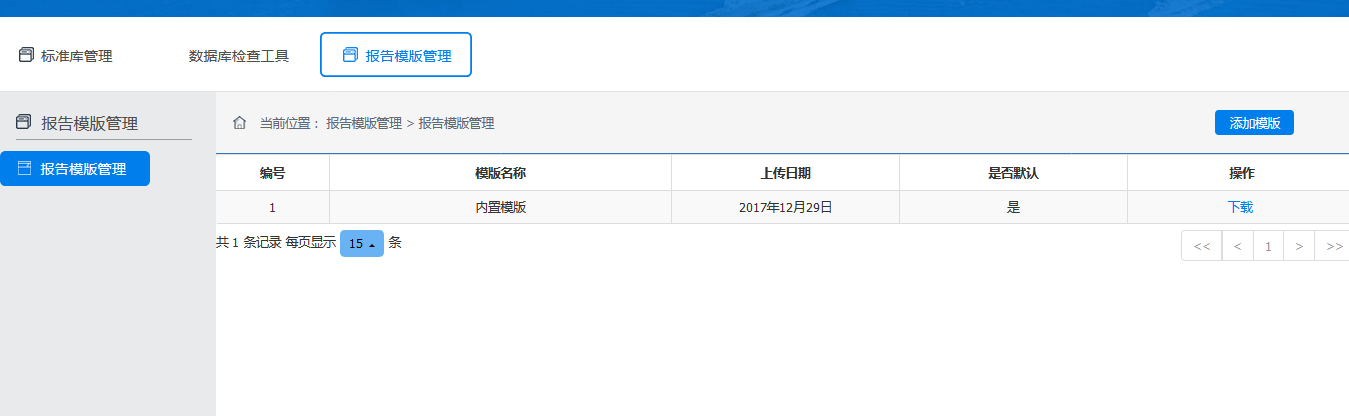 标准库管理 数据库检查工具 报告模版管理
报告模版管理
当前位置： 报告模版管理 > 报告模版管理 添加模版
报告模版管理
编号 模版名称 上传日期 是否默认 操作
1 内置模版 2017年12月29日 是 下载
共 1 条记录 每页显示 15 条 << < 1 > >>